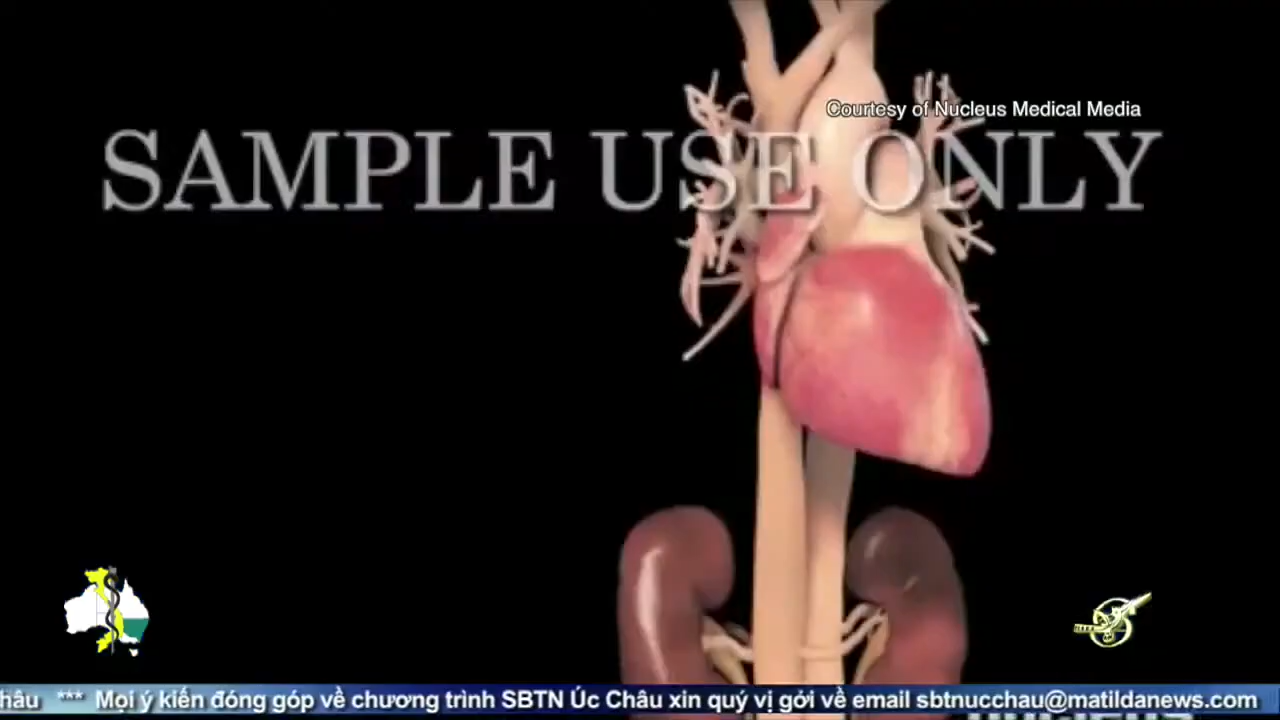 Courtesy of Nucleus Medical Media
SAMPLE USE ONLY
hâu *** Mọi ý kiến đóng góp về chương trình SBTN Úc Châu xin quý vị gởi về email sbtnucchau@matildanews.com